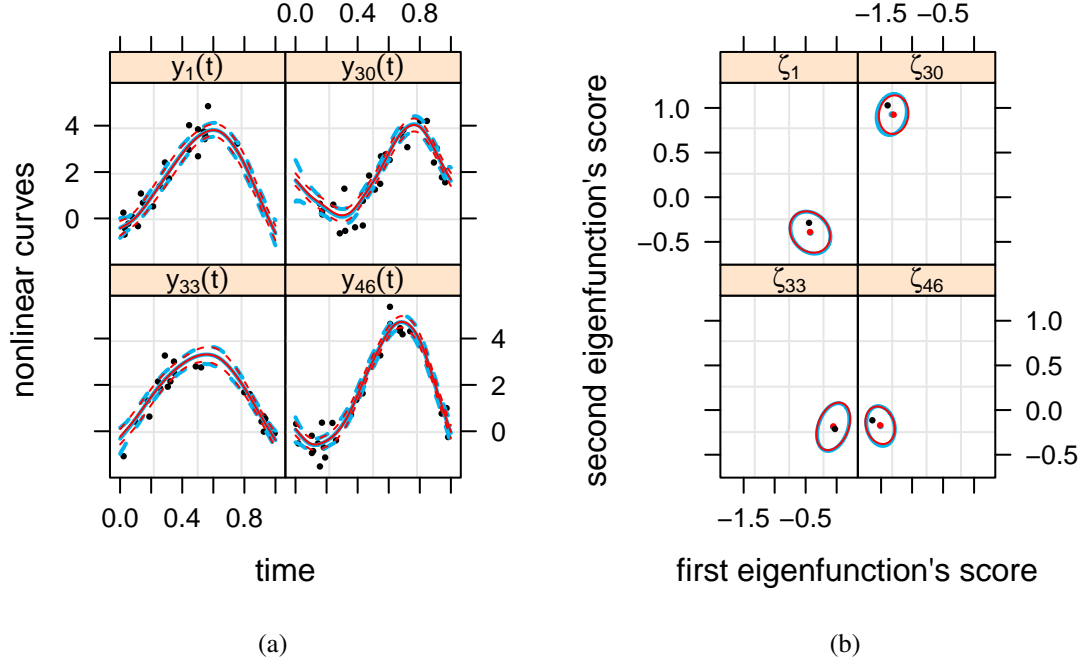 0.0 0.4 0.8
-1.5 -0.5
y1(t) y30(t)
ζ1 ζ30
4
2
0
1.0
0.5
0.0
−0.5
nonlinear curves
second eigenfunction's score
y33(t) y46(t)
ζ33 ζ46
4
2
0
1.0
0.5
0.0
−0.5
0.0 0.4 0.8
−1.5 −0.5
time
first eigenfunction's score
(a)
(b)